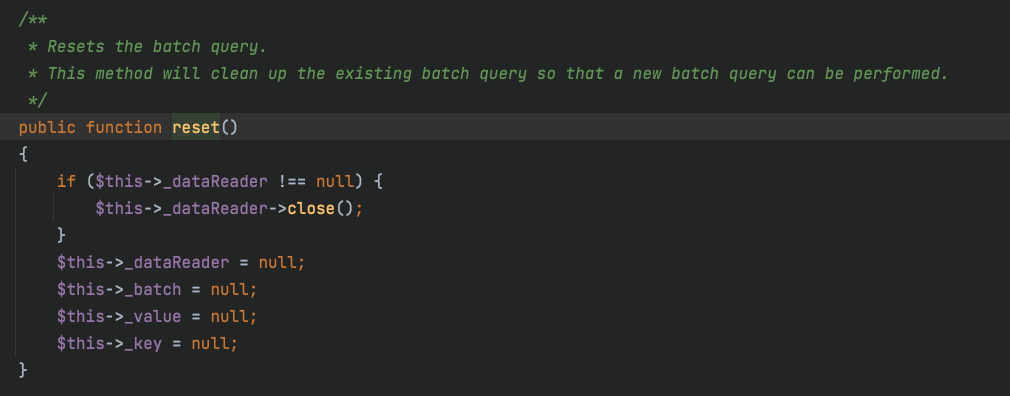 /**
 * Resets the batch query.
 * This method will clean up the existing batch query so that a new batch query can be performed.
 */
public function reset()
{
    if ($this->_dataReader !== null) {
        $this->_dataReader->close();
    }
    $this->_dataReader = null;
    $this->_batch = null;
    $this->_value = null;
    $this->_key = null;
}